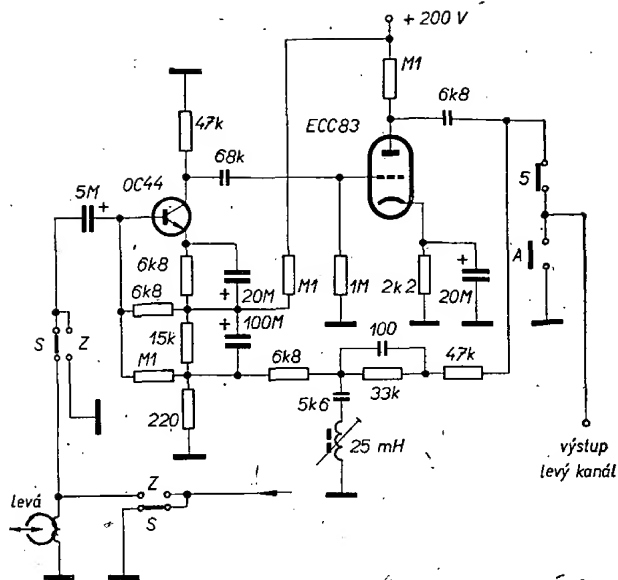 + 200 V
M1
47k
ECC83
6k8
68k
5M
+
OC44
5
6k8
+
M1
1M
2k2
+
20M
A
6k8
+
20M
+
100M
S
Z
15k
100
M1
6k8
33k
47k
220
5k6
25 mH
výstup
levý kanál
levá
Z
S